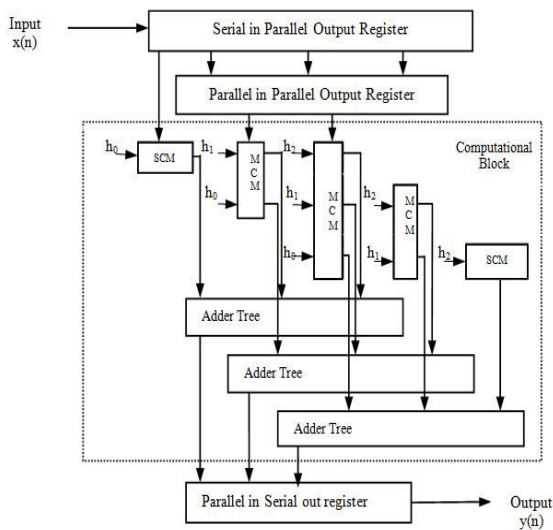 Input
x(n)
Serial in Parallel Output Register
Parallel in Parallel Output Register
Computational
Block
h0
SCM
h1
h0
M
C
M
h2
h1
h0
M
C
M
h2
h1
M
C
M
h2
SCM
Adder Tree
Adder Tree
Adder Tree
Parallel in Serial out register
Output
y(n)